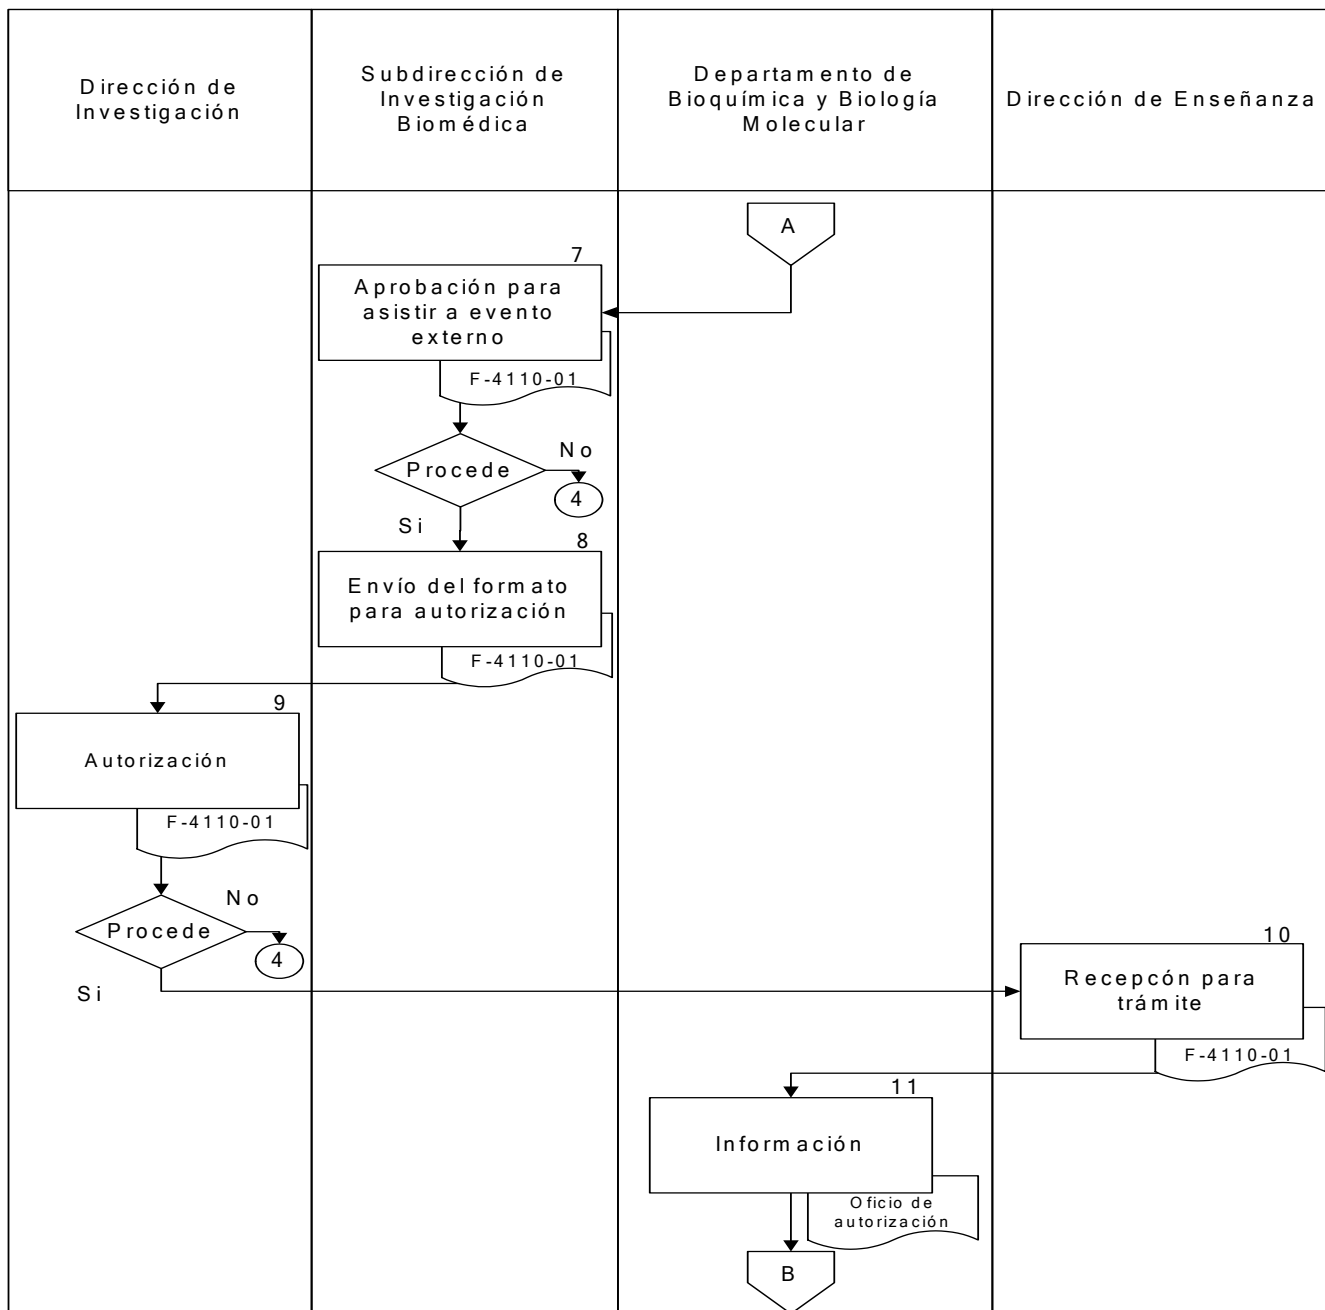 Dirección de
Investigación
Subdirección de
Investigación
Biomédica
Departamento de
Bioquímica y Biología
Molecular
Dirección de Enseñanza
A
7
Aprobación para
asistir a evento
externo
F-4110-01
Procede
No
4
Si
8
Envío del formato
para autorización
F-4110-01
9
Autorización
F-4110-01
Procede
No
4
Si
10
Recepcón para
trámite
F-4110-01
11
Información
Oficio de
autorización
B